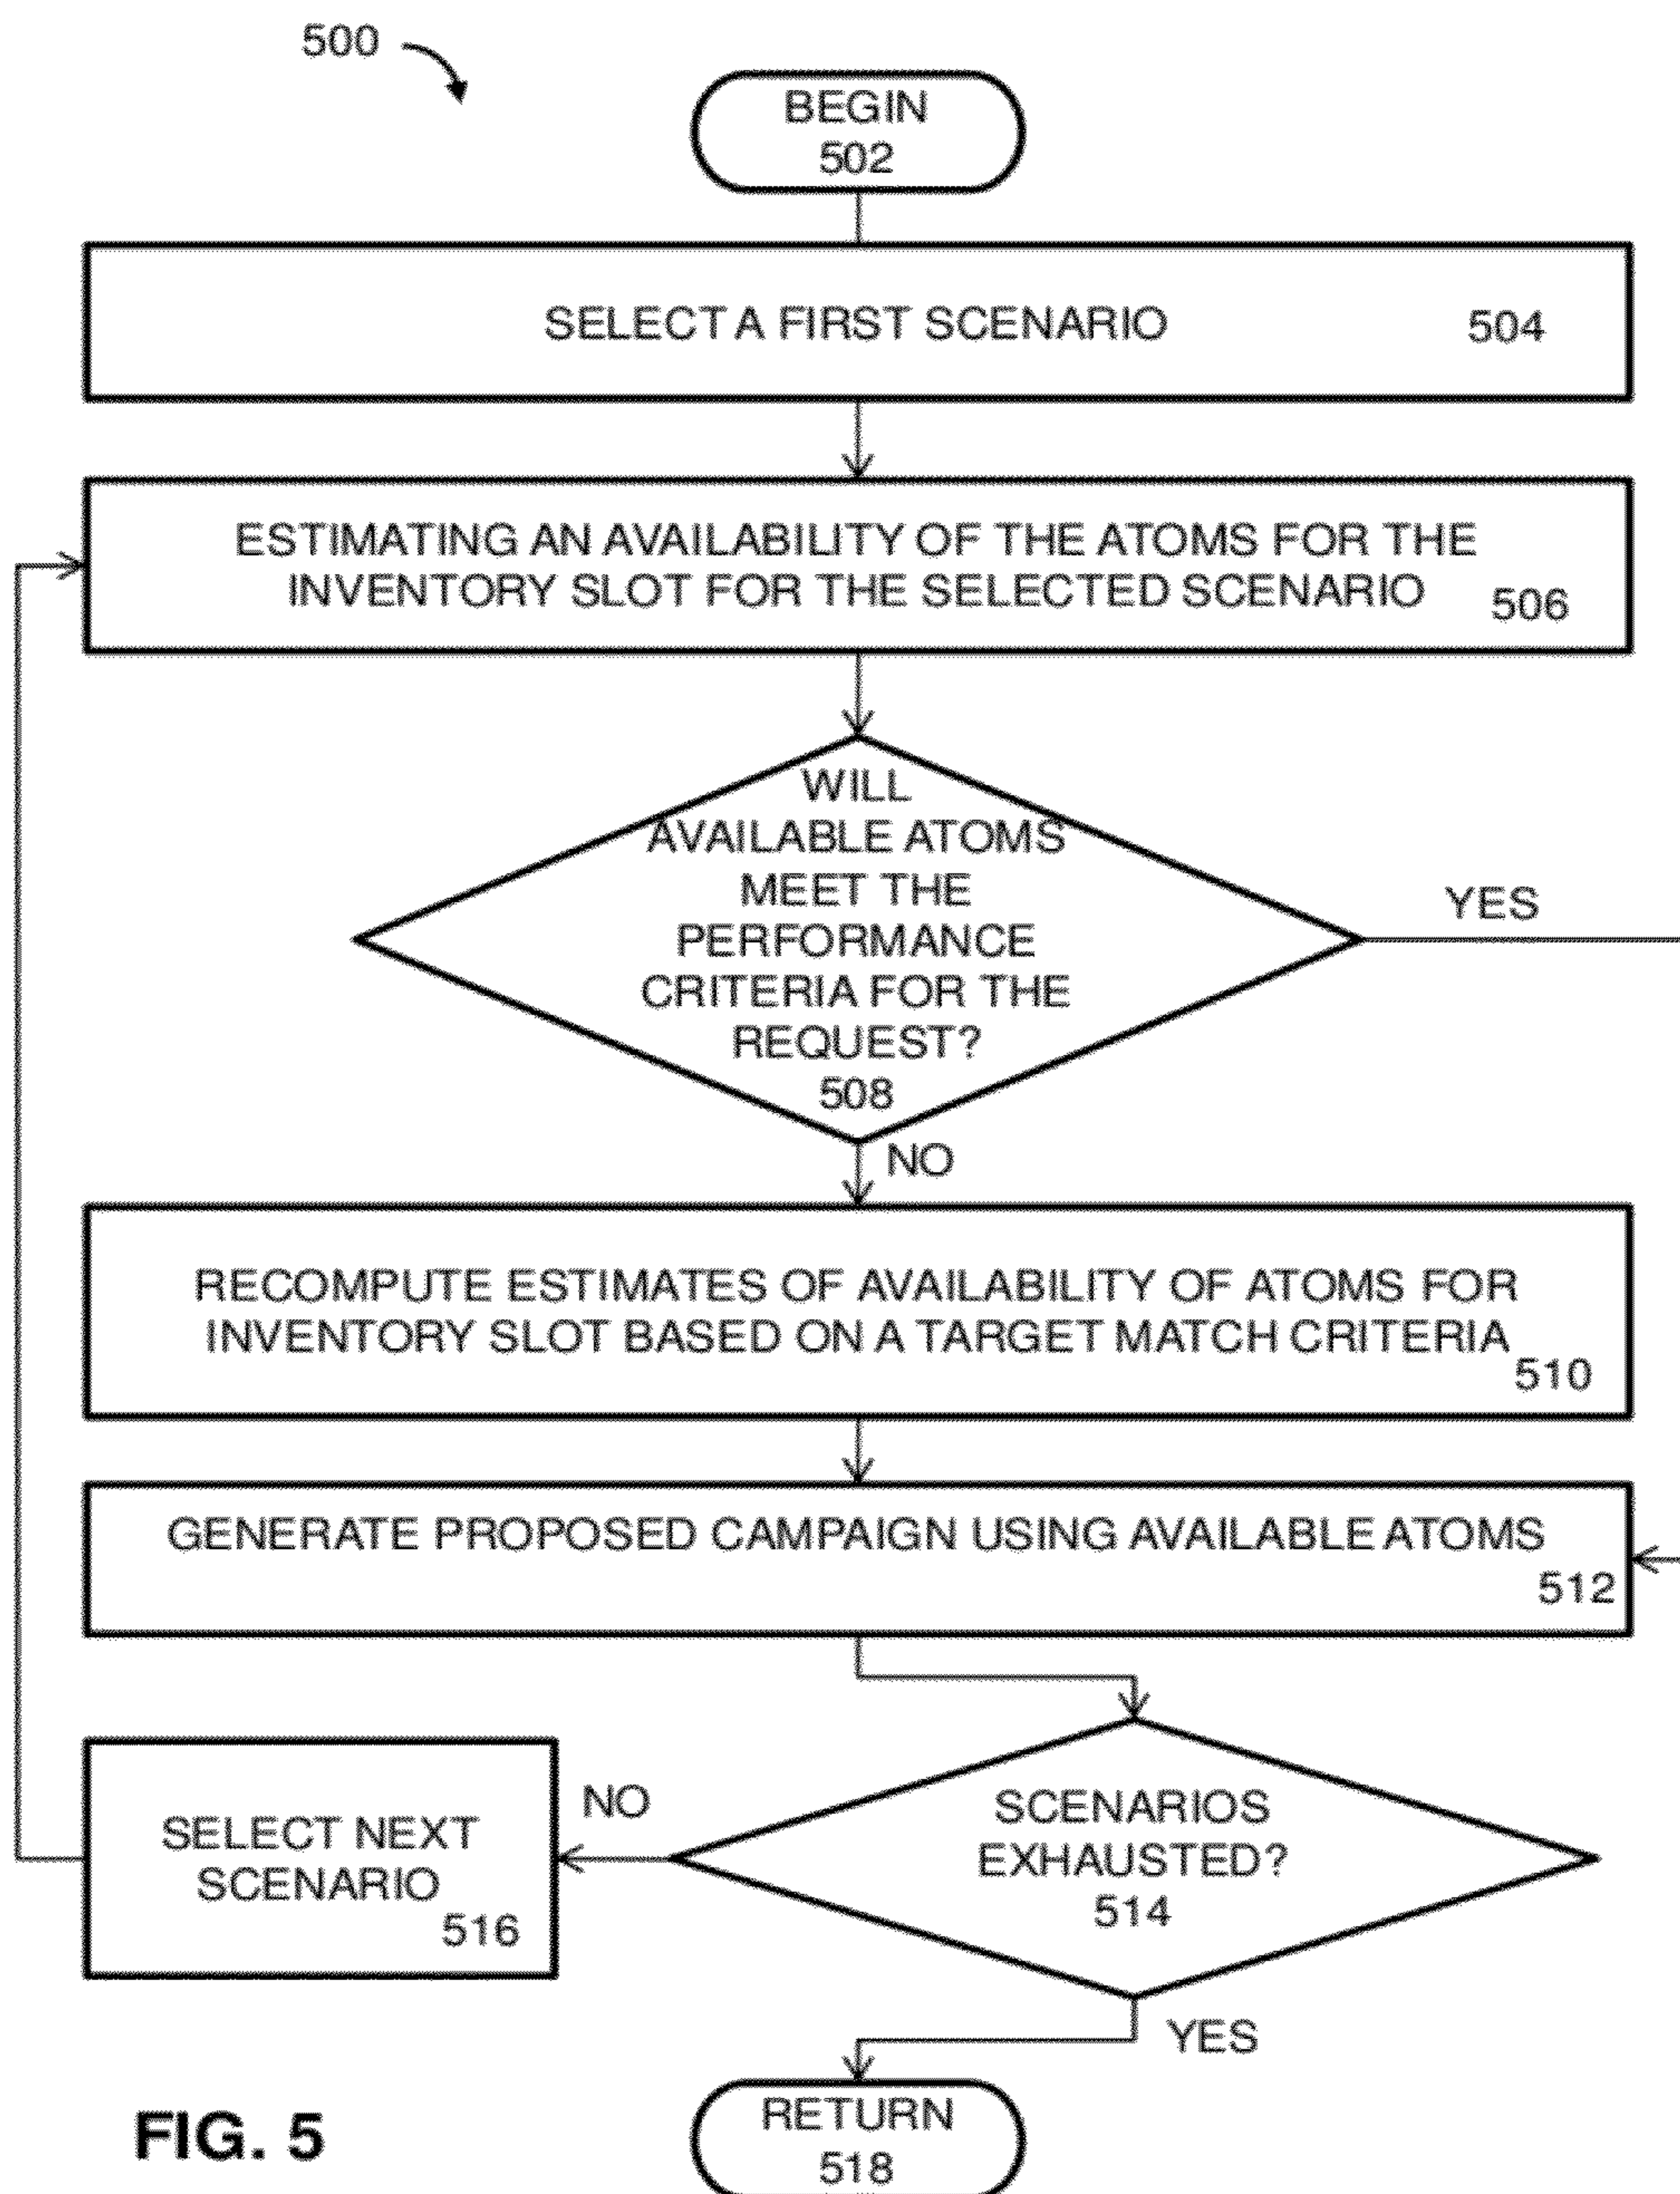 500
BEGIN
502
SELECT A FIRST SCENARIO
504
ESTIMATING AN AVAILABILITY OF THE ATOMS FOR THE
INVENTORY SLOT FOR THE SELECTED SCENARIO
506
WILL
AVAILABLE ATOMS
MEET THE
PERFORMANCE
CRITERIA FOR THE
REQUEST?
508
YES
NO
RECOMPUTE ESTIMATES OF AVAILABILITY OF ATOMS FOR
INVENTORY SLOT BASED ON A TARGET MATCH CRITERIA
510
GENERATE PROPOSED CAMPAIGN USING AVAILABLE ATOMS
512
SCENARIOS
EXHAUSTED?
514
NO
SELECT NEXT
SCENARIO
516
YES
RETURN
518
FIG. 5